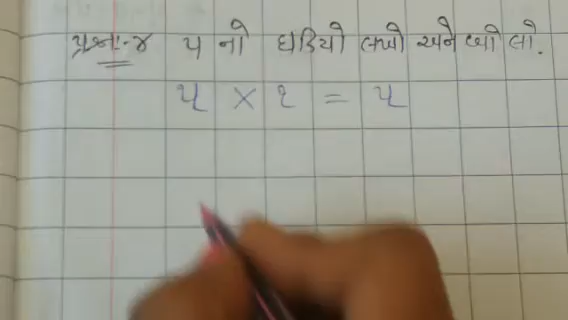 પ્રશ્નઃ-૪ ૫ નો ઘડિયો લખો અને બોલો.
૫ × ૧ = ૫